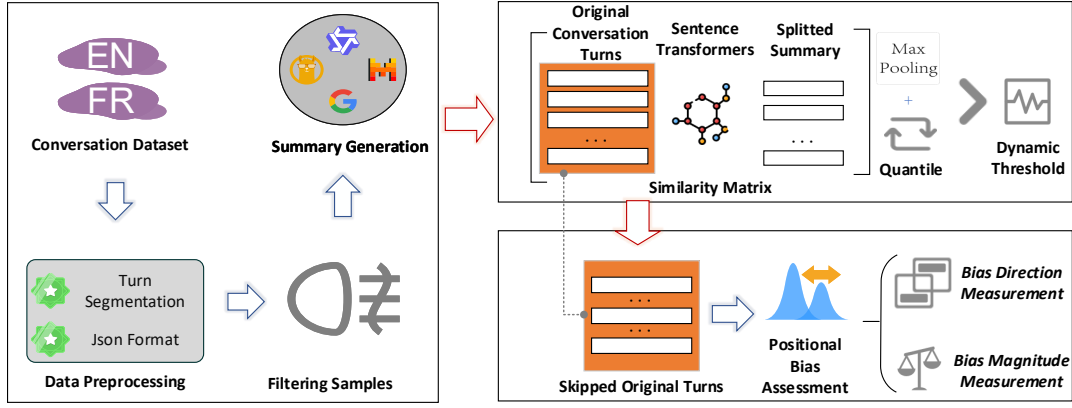 EN
FR
Conversation Dataset
Summary Generation
Turn
Segmentation
Json Format
Data Preprocessing
Filtering Samples
Original
Conversation
Turns
...
Sentence
Transformers
Splitted
Summary
...
Similarity Matrix
Max
Pooling
+
Quantile
Dynamic
Threshold
...
...
Skipped Original Turns
Positional
Bias
Assessment
Bias Direction
Measurement
Bias Magnitude
Measurement